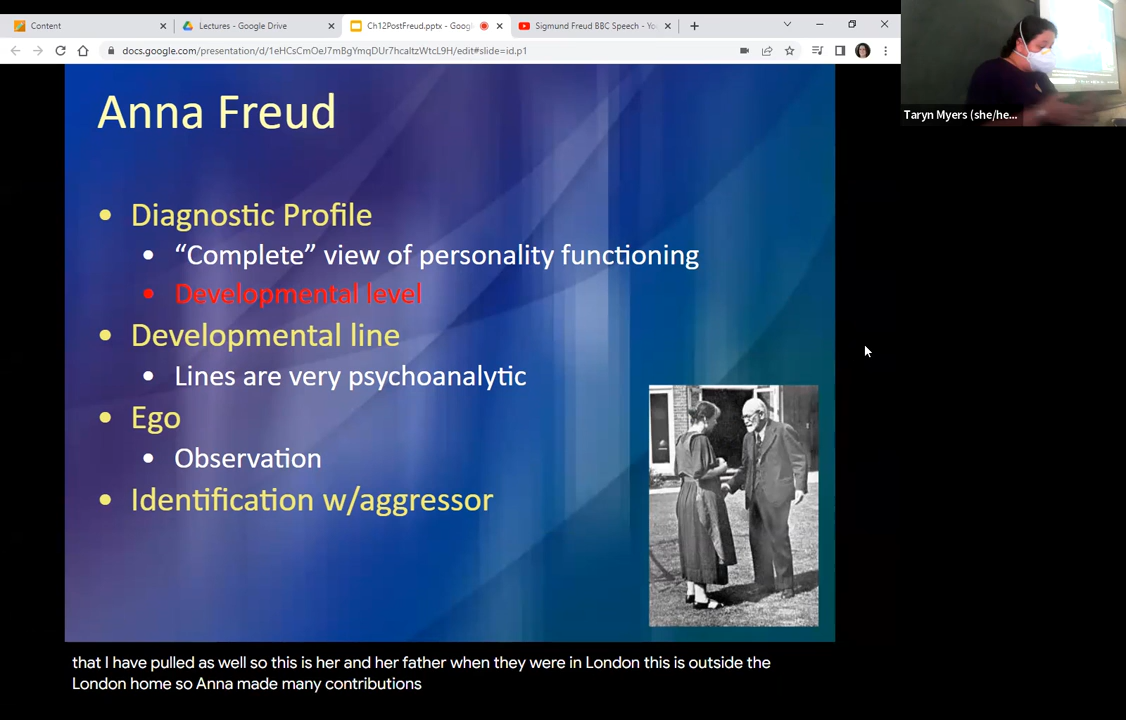 Content
Lectures - Google Drive
Ch12PostFreud.pptx - Goog
Sigmund Freud BBC Speech - Yo
docs.google.com/presentation/d/1eHCsCmOeJ7mBgYmqDUr7hcaltzWtcL9H/edit#slide=id.p1
Taryn Myers (she/he...
Anna Freud
• Diagnostic Profile
• “Complete” view of personality functioning
• Developmental level
• Developmental line
• Lines are very psychoanalytic
• Ego
• Observation
• Identification w/aggressor
that I have pulled as well so this is her and her father when they were in London this is outside the
London home so Anna made many contributions